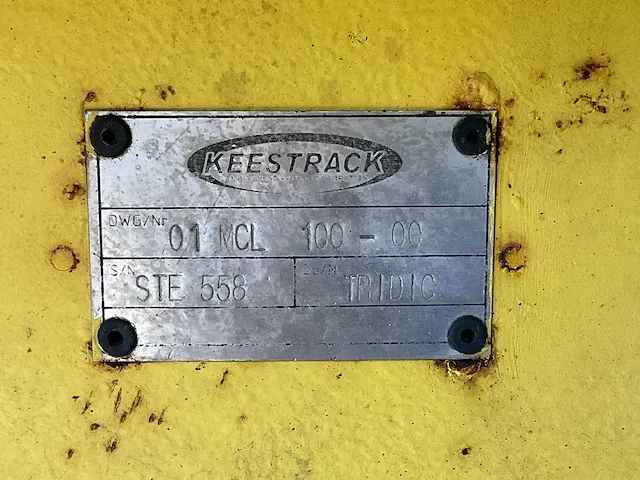 KEESTRACK
DWG/Nr 01 MCL 100 - 00
S/N STE 558 TRIDIC